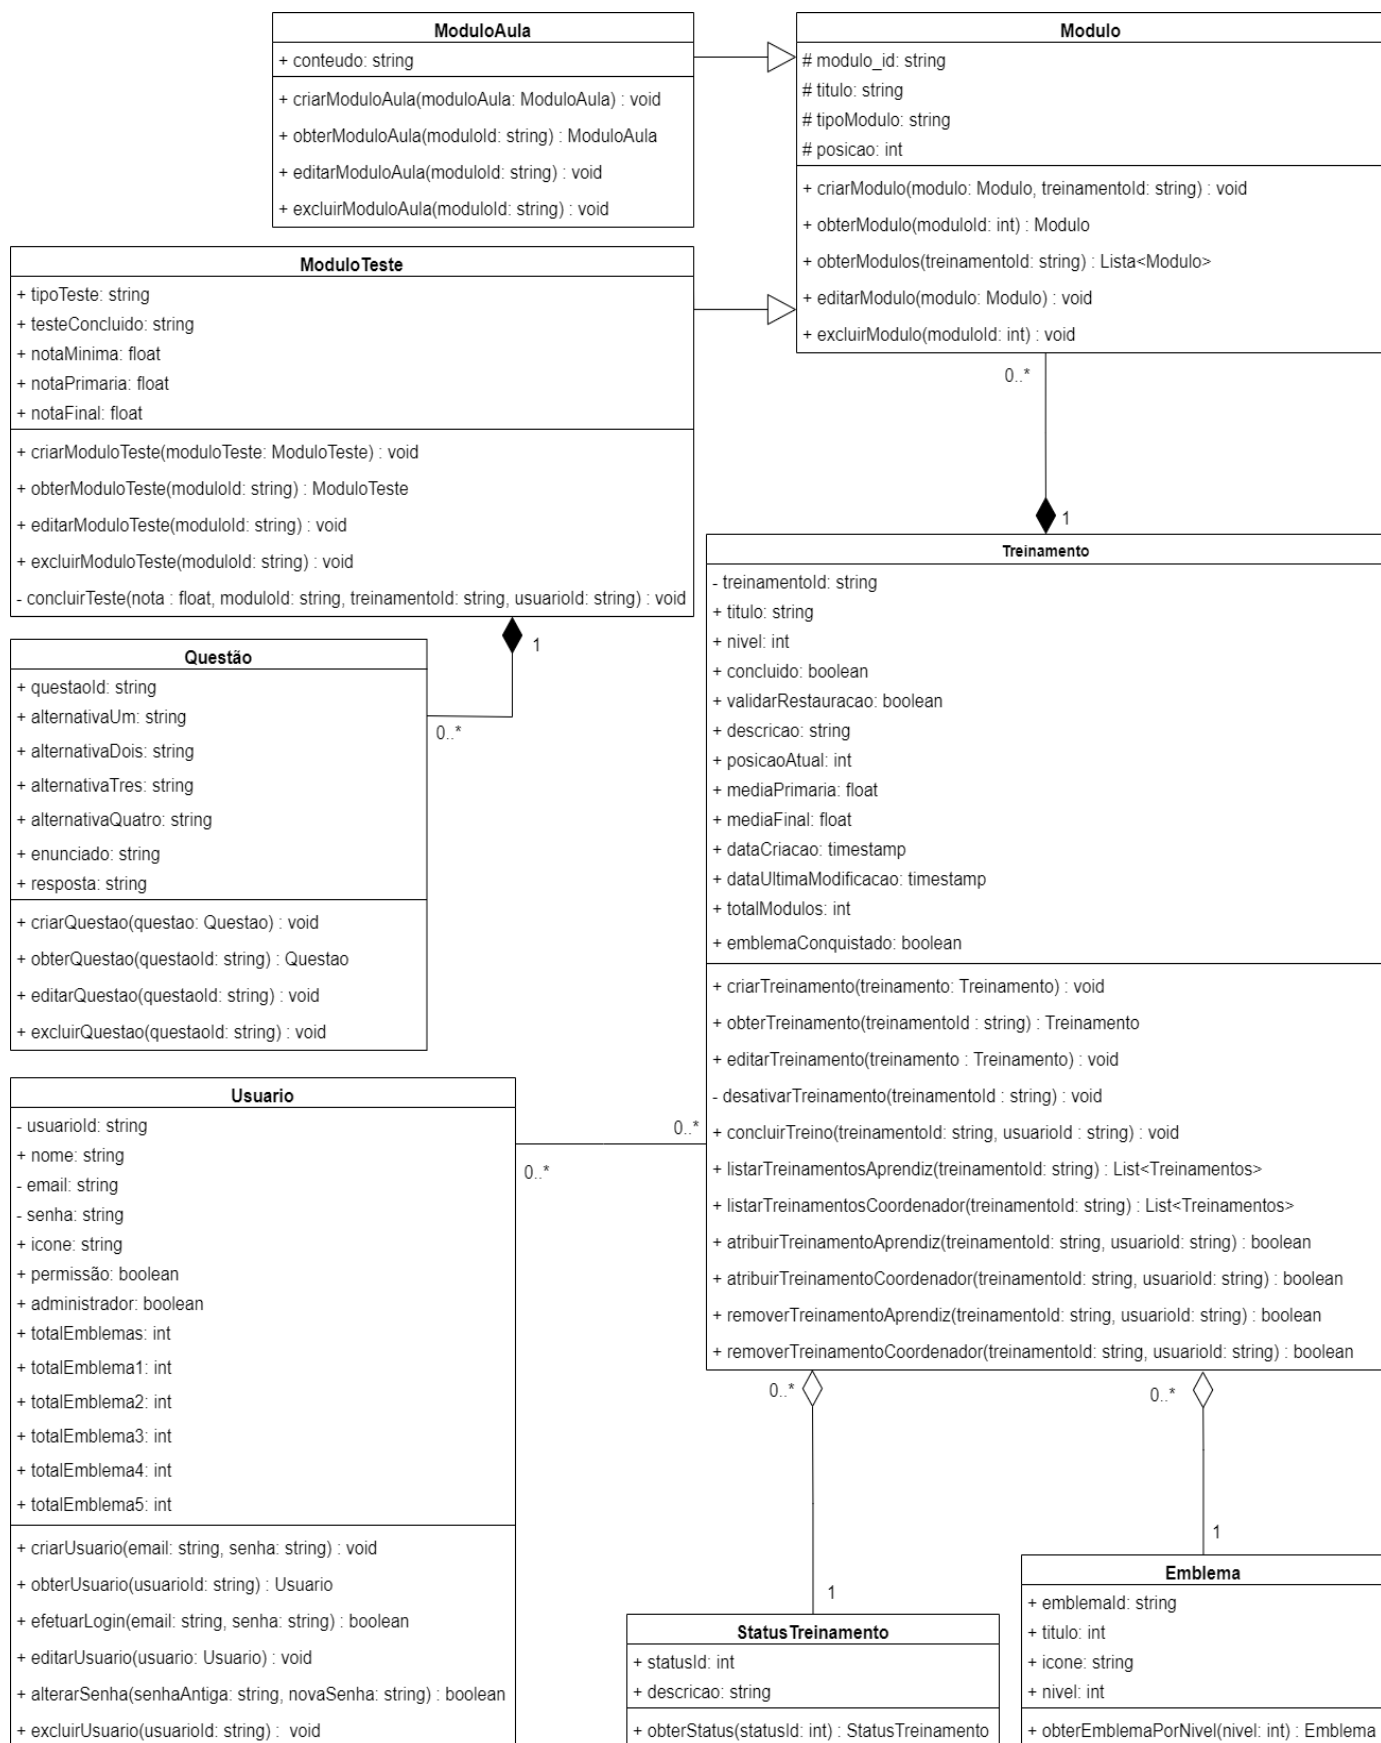 ModuloAula
+ conteudo: string
+ criarModuloAula(moduloAula: ModuloAula) : void
+ obterModuloAula(moduloId: string) : ModuloAula
+ editarModuloAula(moduloId: string) : void
+ excluirModuloAula(moduloId: string) : void
Modulo
# modulo_id: string
# titulo: string
# tipoModulo: string
# posicao: int
+ criarModulo(modulo: Modulo, treinamentoId: string) : void
+ obterModulo(moduloId: int) : Modulo
+ obterModulos(treinamentoId: string) : Lista<Modulo>
+ editarModulo(modulo: Modulo) : void
+ excluirModulo(moduloId: int) : void
0..*
1
ModuloTeste
+ tipoTeste: string
+ testeConcluido: string
+ notaMinima: float
+ notaPrimaria: float
+ notaFinal: float
+ criarModuloTeste(moduloTeste: ModuloTeste) : void
+ obterModuloTeste(moduloId: string) : ModuloTeste
+ editarModuloTeste(moduloId: string) : void
+ excluirModuloTeste(moduloId: string) : void
- concluirTeste(nota : float, moduloId: string, treinamentoId: string, usuarioId: string) : void
1
0..*
Questão
+ questaoId: string
+ alternativaUm: string
+ alternativaDois: string
+ alternativaTres: string
+ alternativaQuatro: string
+ enunciado: string
+ resposta: string
+ criarQuestao(questao: Questao) : void
+ obterQuestao(questaoId: string) : Questao
+ editarQuestao(questaoId: string) : void
+ excluirQuestao(questaoId: string) : void
Treinamento
- treinamentoId: string
+ titulo: string
+ nivel: int
+ concluido: boolean
+ validarRestauracao: boolean
+ descricao: string
+ posicaoAtual: int
+ mediaPrimaria: float
+ mediaFinal: float
+ dataCriacao: timestamp
+ dataUltimaModificacao: timestamp
+ totalModulos: int
+ emblemaConquistado: boolean
+ criarTreinamento(treinamento: Treinamento) : void
+ obterTreinamento(treinamentoId : string) : Treinamento
+ editarTreinamento(treinamento : Treinamento) : void
- desativarTreinamento(treinamentoId : string) : void
+ concluirTreino(treinamentoId: string, usuarioId : string) : void
+ listarTreinamentosAprendiz(treinamentoId: string) : List<Treinamentos>
+ listarTreinamentosCoordenador(treinamentoId: string) : List<Treinamentos>
+ atribuirTreinamentoAprendiz(treinamentoId: string, usuarioId: string) : boolean
+ atribuirTreinamentoCoordenador(treinamentoId: string, usuarioId: string) : boolean
+ removerTreinamentoAprendiz(treinamentoId: string, usuarioId: string) : boolean
+ removerTreinamentoCoordenador(treinamentoId: string, usuarioId: string) : boolean
0..*
0..*
Usuario
- usuarioId: string
+ nome: string
- email: string
- senha: string
+ icone: string
+ permissão: boolean
+ administrador: boolean
+ totalEmblemas: int
+ totalEmblema1: int
+ totalEmblema2: int
+ totalEmblema3: int
+ totalEmblema4: int
+ totalEmblema5: int
+ criarUsuario(email: string, senha: string) : void
+ obterUsuario(usuarioId: string) : Usuario
+ efetuarLogin(email: string, senha: string) : boolean
+ editarUsuario(usuario: Usuario) : void
+ alterarSenha(senhaAntiga: string, novaSenha: string) : boolean
+ excluirUsuario(usuarioId: string) : void
0..*
1
StatusTreinamento
+ statusId: int
+ descricao: string
+ obterStatus(statusId: int) : StatusTreinamento
0..*
1
Emblema
+ emblemaId: string
+ titulo: int
+ icone: string
+ nivel: int
+ obterEmblemaPorNivel(nivel: int) : Emblema